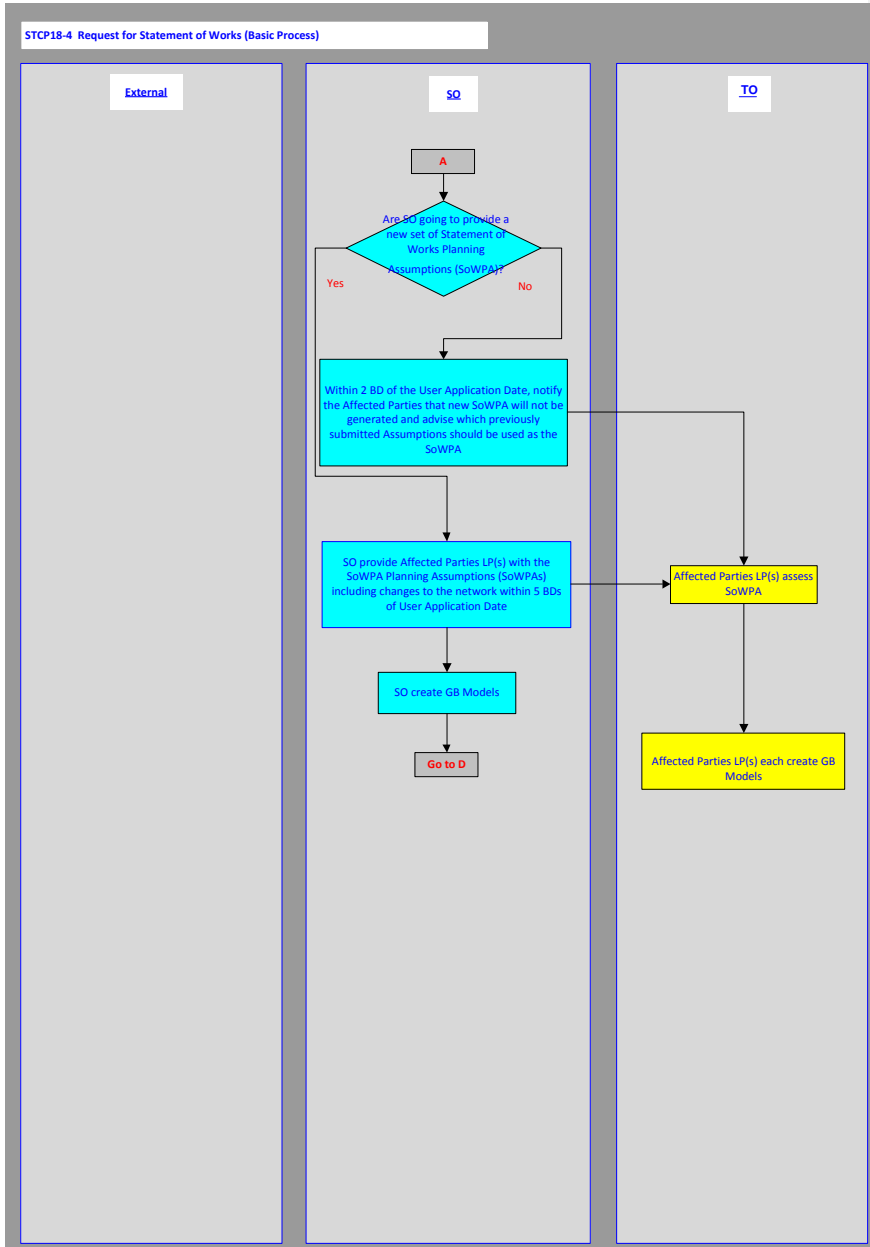 STCP18-4 Request for Statement of Works (Basic Process)
External
SO
TO
A
Are SO going to provide a
new set of Statement of
Works Planning
Assumptions (SoWPA)?
Yes
No
Within 2 BD of the User Application Date, notify
the Affected Parties that new SoWPA will not be
generated and advise which previously
submitted Assumptions should be used as the
SoWPA
SO provide Affected Parties LP(s) with the
SoWPA Planning Assumptions (SoWPAs)
including changes to the network within 5 BDs
of User Application Date
Affected Parties LP(s) assess
SoWPA
SO create GB Models
Go to D
Affected Parties LP(s) each create GB
Models